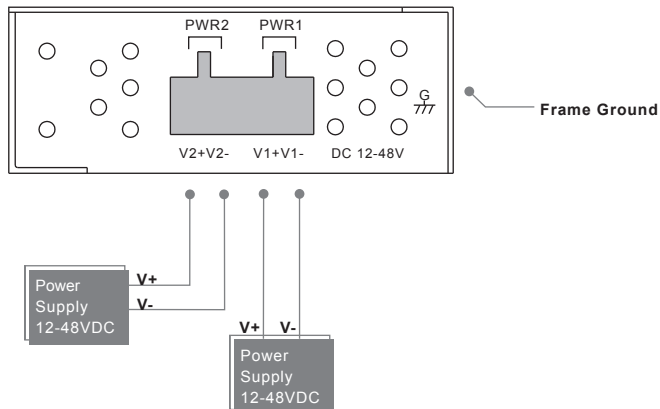 PWR2 PWR1
G
Frame Ground
V2+V2- V1+V1- DC 12-48V
Power
Supply
12-48VDC
V+
V-
V+ V-
Power
Supply
12-48VDC